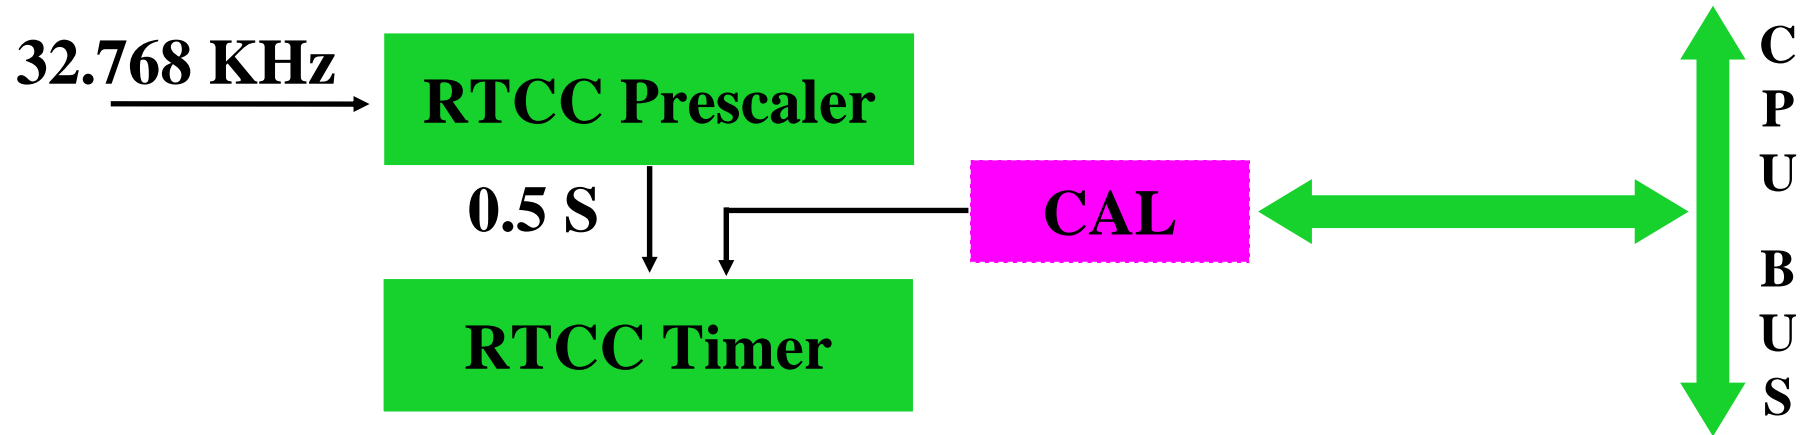 32.768 KHz
RTCC Prescaler
0.5 S
CAL
RTCC Timer
C
P
U
B
U
S